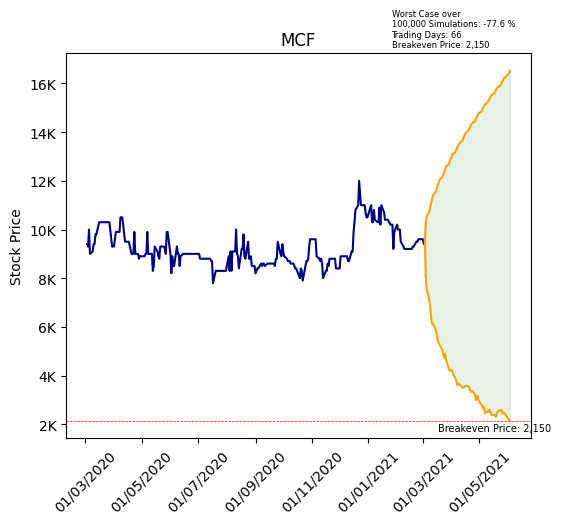 Worst Case over
100,000 Simulations: -77.6 %
Trading Days: 66
Breakeven Price: 2,150
MCF
Stock Price
16K
14K
12K
10K
8K
6K
4K
2K
Breakeven Price: 2,150
01/03/2020
01/05/2020
01/07/2020
01/09/2020
01/11/2020
01/01/2021
01/03/2021
01/05/2021